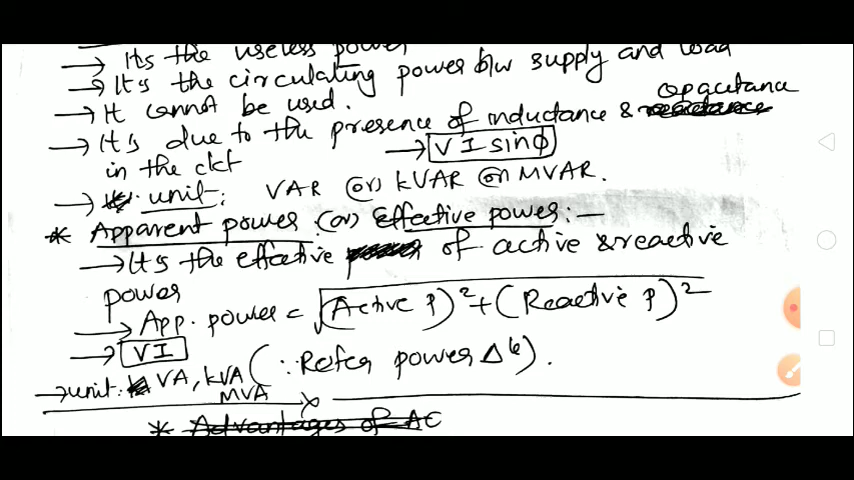 → Its the useless power
→ It's the circulating power b/w supply and load
→ It cannot be used.
→ It's due to the presence of inductance & capacitance
in the ckt → VI sinϕ
→ unit: VAR (or) kVAR (or) MVAR.
* Apparent power (or) Effective power:—
→ It's the effective of active & reactive
power
→ App. power = √(Active P)² + (Reactive P)²
→ VI
(∵ Refer power Δle).
→ unit: VA, kVA
MVA
* Advantages of AC